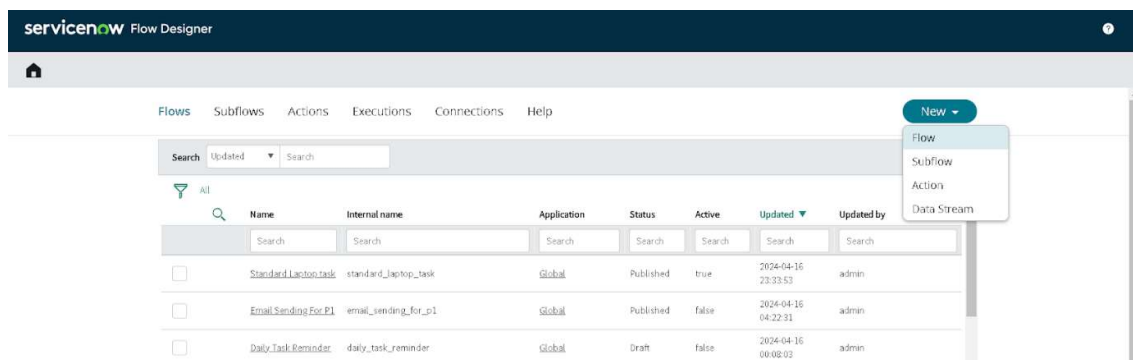 servicenow Flow Designer
Flows Subflows Actions Executions Connections Help New
Flow
Search Updated Search
Subflow
All
Action
Name Internal name Application Status Active Updated Updated by Data Stream
Search Search Search Search Search Search Search
Standard Laptop task standard_laptop_task Global Published true 2024-04-16 23:33:53 admin
Email Sending For P1 email_sending_for_p1 Global Published false 2024-04-16 04:22:31 admin
Daily Task Reminder daily_task_reminder Global Draft false 2024-04-16 00:08:03 admin